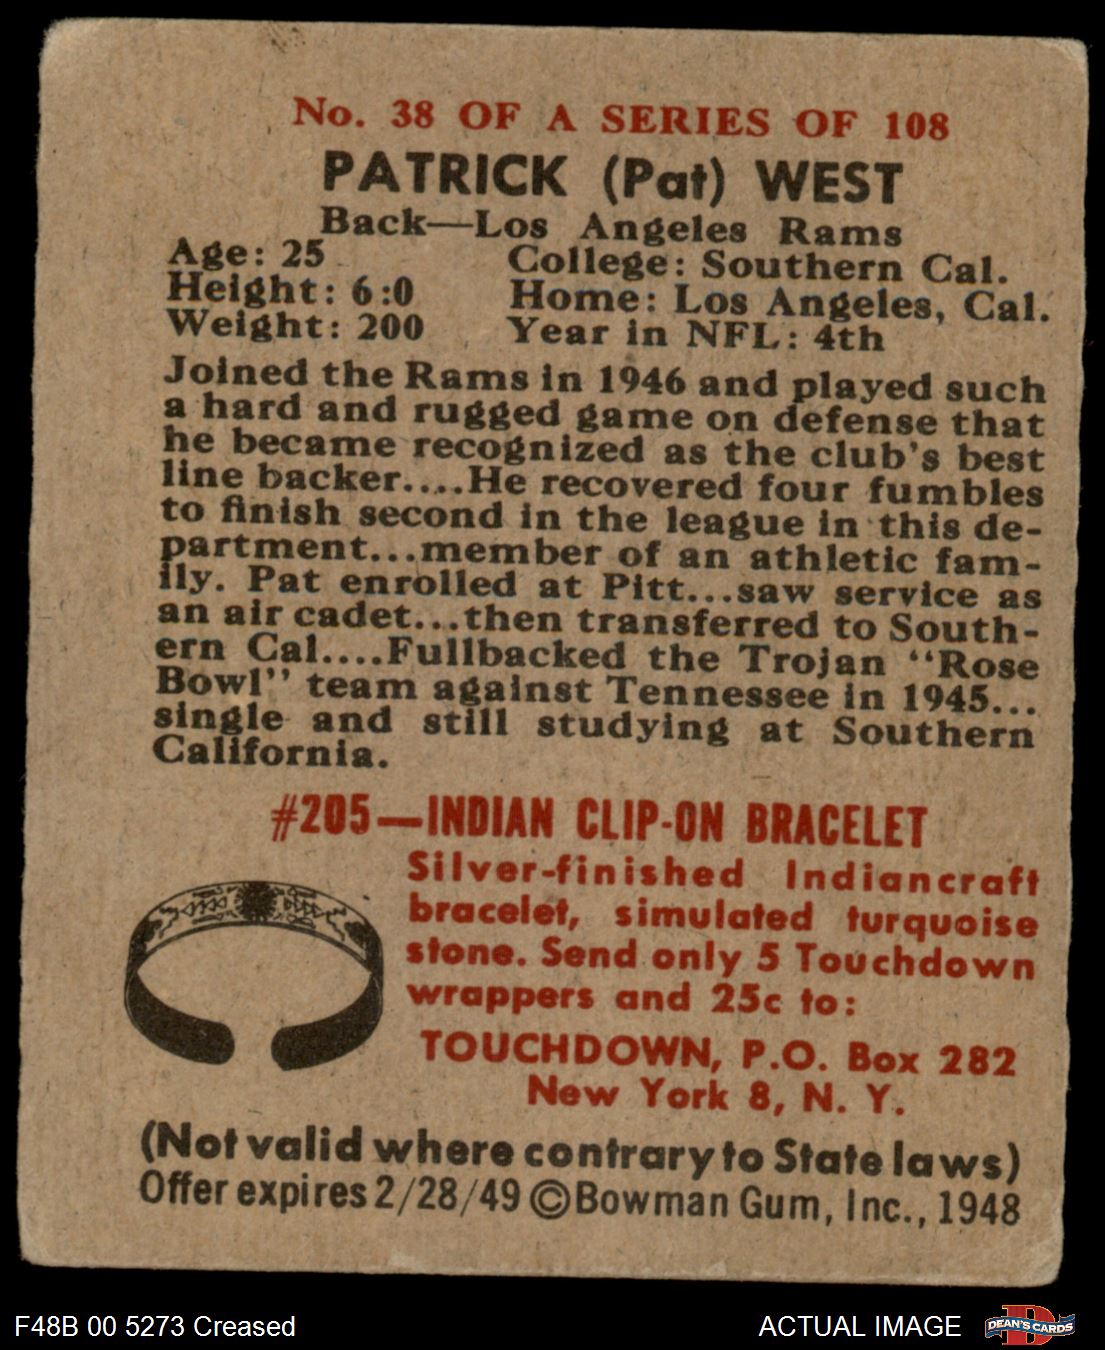 No. 38 OF A SERIES OF 108
PATRICK (Pat) WEST
Back—Los Angeles Rams
Age: 25
College: Southern Cal.
Height: 6:0
Home: Los Angeles, Cal.
Weight: 200
Year in NFL: 4th
Joined the Rams in 1946 and played such
a hard and rugged game on defense that
he became recognized as the club's best
line backer....He recovered four fumbles
to finish second in the league in this de-
partment...member of an athletic fam-
ily. Pat enrolled at Pitt...saw service as
an air cadet...then transferred to South-
ern Cal....Fullbacked the Trojan "Rose
Bowl" team against Tennessee in 1945...
single and still studying at Southern
California.
#205—INDIAN CLIP-ON BRACELET
Silver-finished Indiancraft
bracelet, simulated turquoise
stone. Send only 5 Touchdown
wrappers and 25c to:
TOUCHDOWN, P.O. Box 282
New York 8, N. Y.
(Not valid where contrary to State laws)
Offer expires 2/28/49 ©Bowman Gum, Inc., 1948
F48B 00 5273 Creased
ACTUAL IMAGE
DEAN'S CARDS